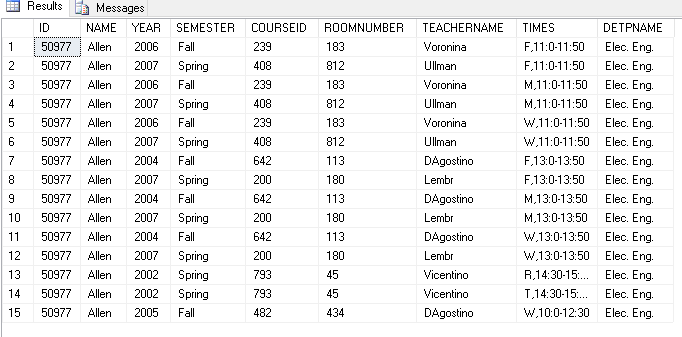 Results Messages
ID NAME YEAR SEMESTER COURSEID ROOMNUMBER TEACHERNAME TIMES DETPNAME
1 50977 Allen 2006 Fall 239 183 Voronina F,11:0-11:50 Elec. Eng.
2 50977 Allen 2007 Spring 408 812 Ullman F,11:0-11:50 Elec. Eng.
3 50977 Allen 2006 Fall 239 183 Voronina M,11:0-11:50 Elec. Eng.
4 50977 Allen 2007 Spring 408 812 Ullman M,11:0-11:50 Elec. Eng.
5 50977 Allen 2006 Fall 239 183 Voronina W,11:0-11:50 Elec. Eng.
6 50977 Allen 2007 Spring 408 812 Ullman W,11:0-11:50 Elec. Eng.
7 50977 Allen 2004 Fall 642 113 DAgostino F,13:0-13:50 Elec. Eng.
8 50977 Allen 2007 Spring 200 180 Lembr F,13:0-13:50 Elec. Eng.
9 50977 Allen 2004 Fall 642 113 DAgostino M,13:0-13:50 Elec. Eng.
10 50977 Allen 2007 Spring 200 180 Lembr M,13:0-13:50 Elec. Eng.
11 50977 Allen 2004 Fall 642 113 DAgostino W,13:0-13:50 Elec. Eng.
12 50977 Allen 2007 Spring 200 180 Lembr W,13:0-13:50 Elec. Eng.
13 50977 Allen 2002 Spring 793 45 Vicentino R,14:30-15:... Elec. Eng.
14 50977 Allen 2002 Spring 793 45 Vicentino T,14:30-15:... Elec. Eng.
15 50977 Allen 2005 Fall 482 434 DAgostino W,10:0-12:30 Elec. Eng.